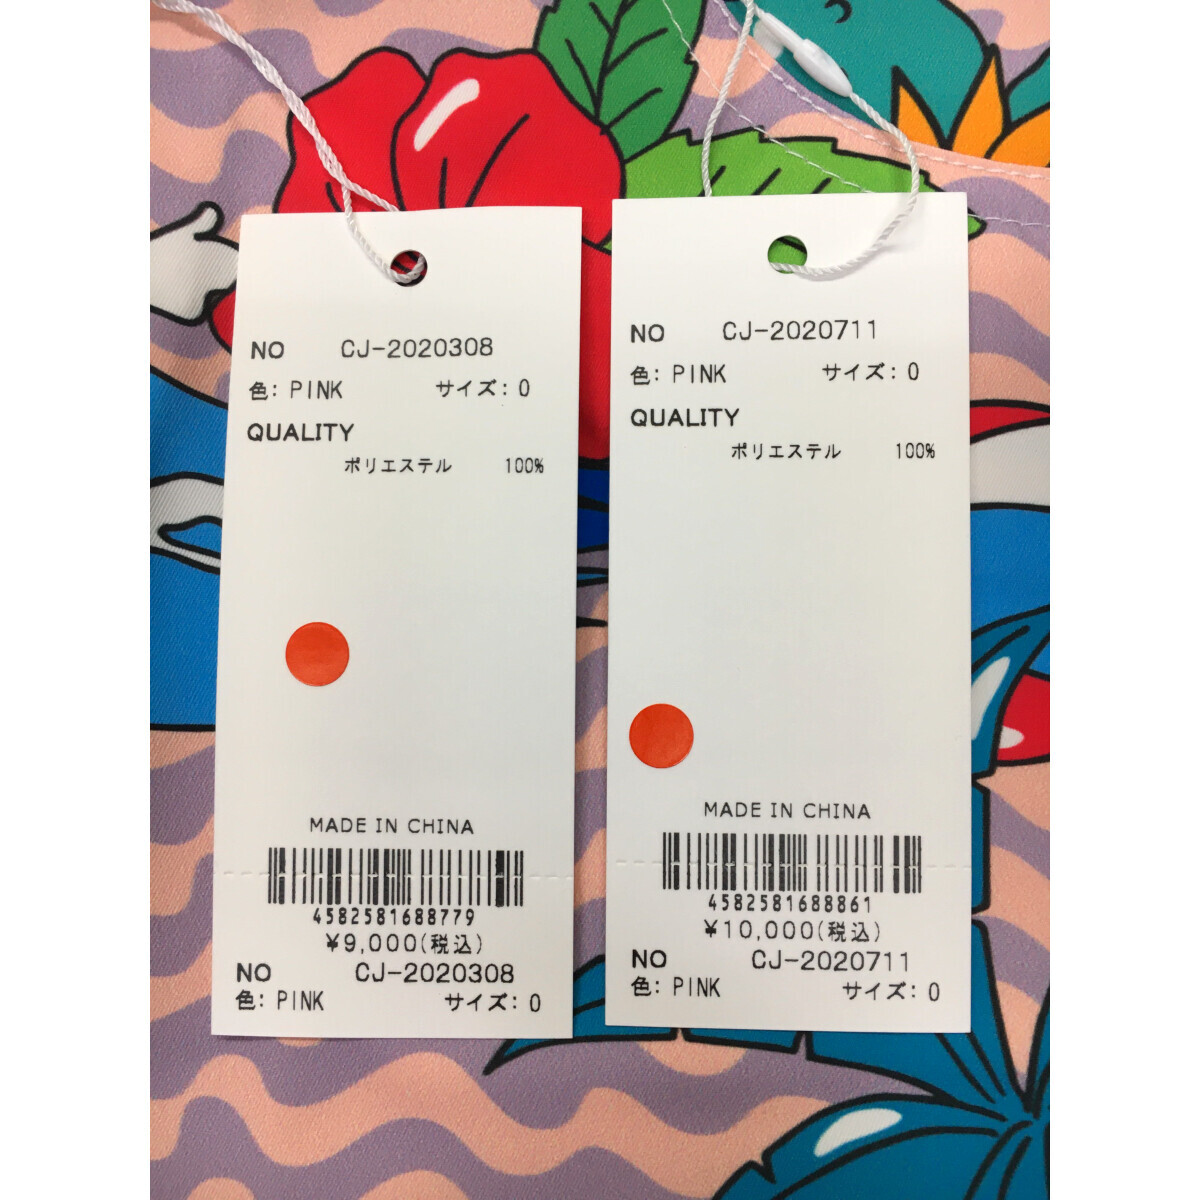 NO CJ-2020308
色: PINK サイズ: 0
QUALITY
ポリエステル 100%
MADE IN CHINA
4582581688779
¥9,000(税込)
NO CJ-2020308
色: PINK サイズ: 0
NO CJ-2020711
色: PINK サイズ: 0
QUALITY
ポリエステル 100%
MADE IN CHINA
4582581688861
¥10,000(税込)
NO CJ-2020711
色: PINK サイズ: 0